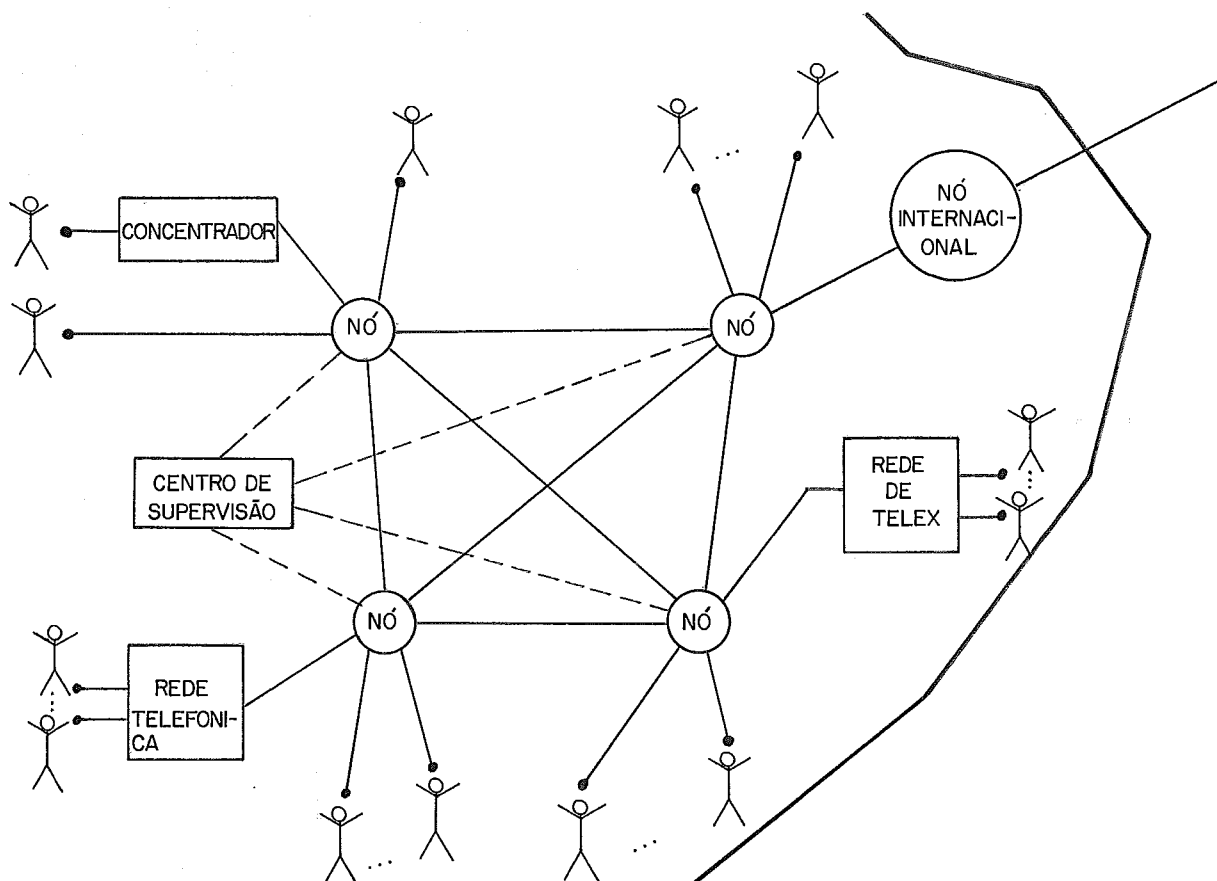 CONCENTRADOR
NÓ
INTERNACI-
ONAL
NÓ
NÓ
CENTRO DE
SUPERVISÃO
REDE
DE
TELEX
NÓ
NÓ
REDE
TELEFONI-
CA